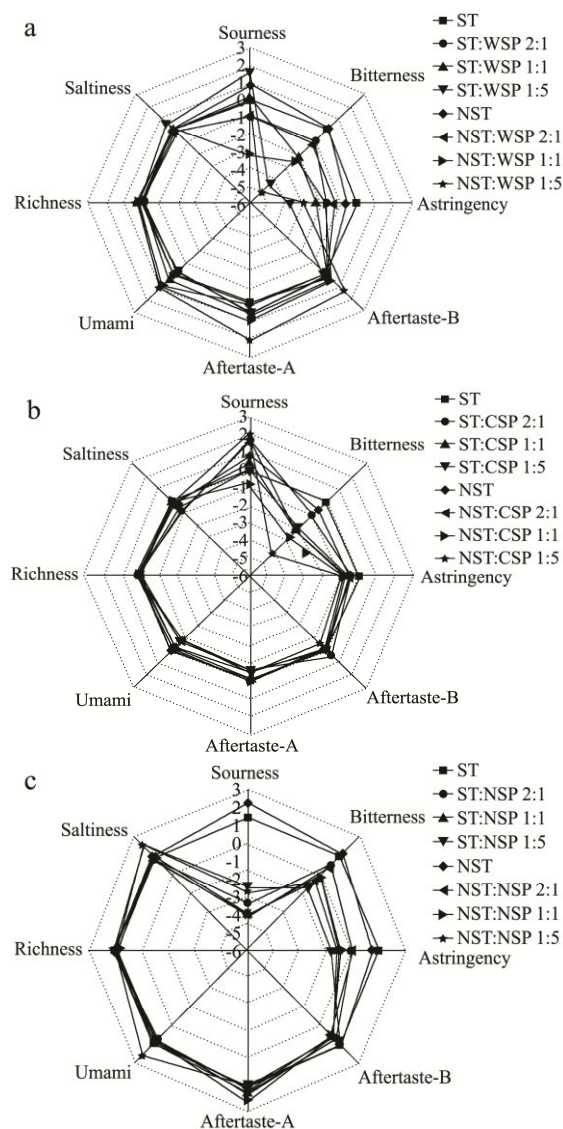 a
Sourness
Bitterness
Astringency
Aftertaste-B
Aftertaste-A
Umami
Richness
Saltiness
3
2
1
0
-1
-2
-3
-4
-5
-6
ST
ST:WSP 2:1
ST:WSP 1:1
ST:WSP 1:5
NST
NST:WSP 2:1
NST:WSP 1:1
NST:WSP 1:5
b
Sourness
Bitterness
Astringency
Aftertaste-B
Aftertaste-A
Umami
Richness
Saltiness
3
2
1
0
-1
-2
-3
-4
-5
-6
ST
ST:CSP 2:1
ST:CSP 1:1
ST:CSP 1:5
NST
NST:CSP 2:1
NST:CSP 1:1
NST:CSP 1:5
c
Sourness
Bitterness
Astringency
Aftertaste-B
Aftertaste-A
Umami
Richness
Saltiness
3
2
1
0
-1
-2
-3
-4
-5
-6
ST
ST:NSP 2:1
ST:NSP 1:1
ST:NSP 1:5
NST
NST:NSP 2:1
NST:NSP 1:1
NST:NSP 1:5